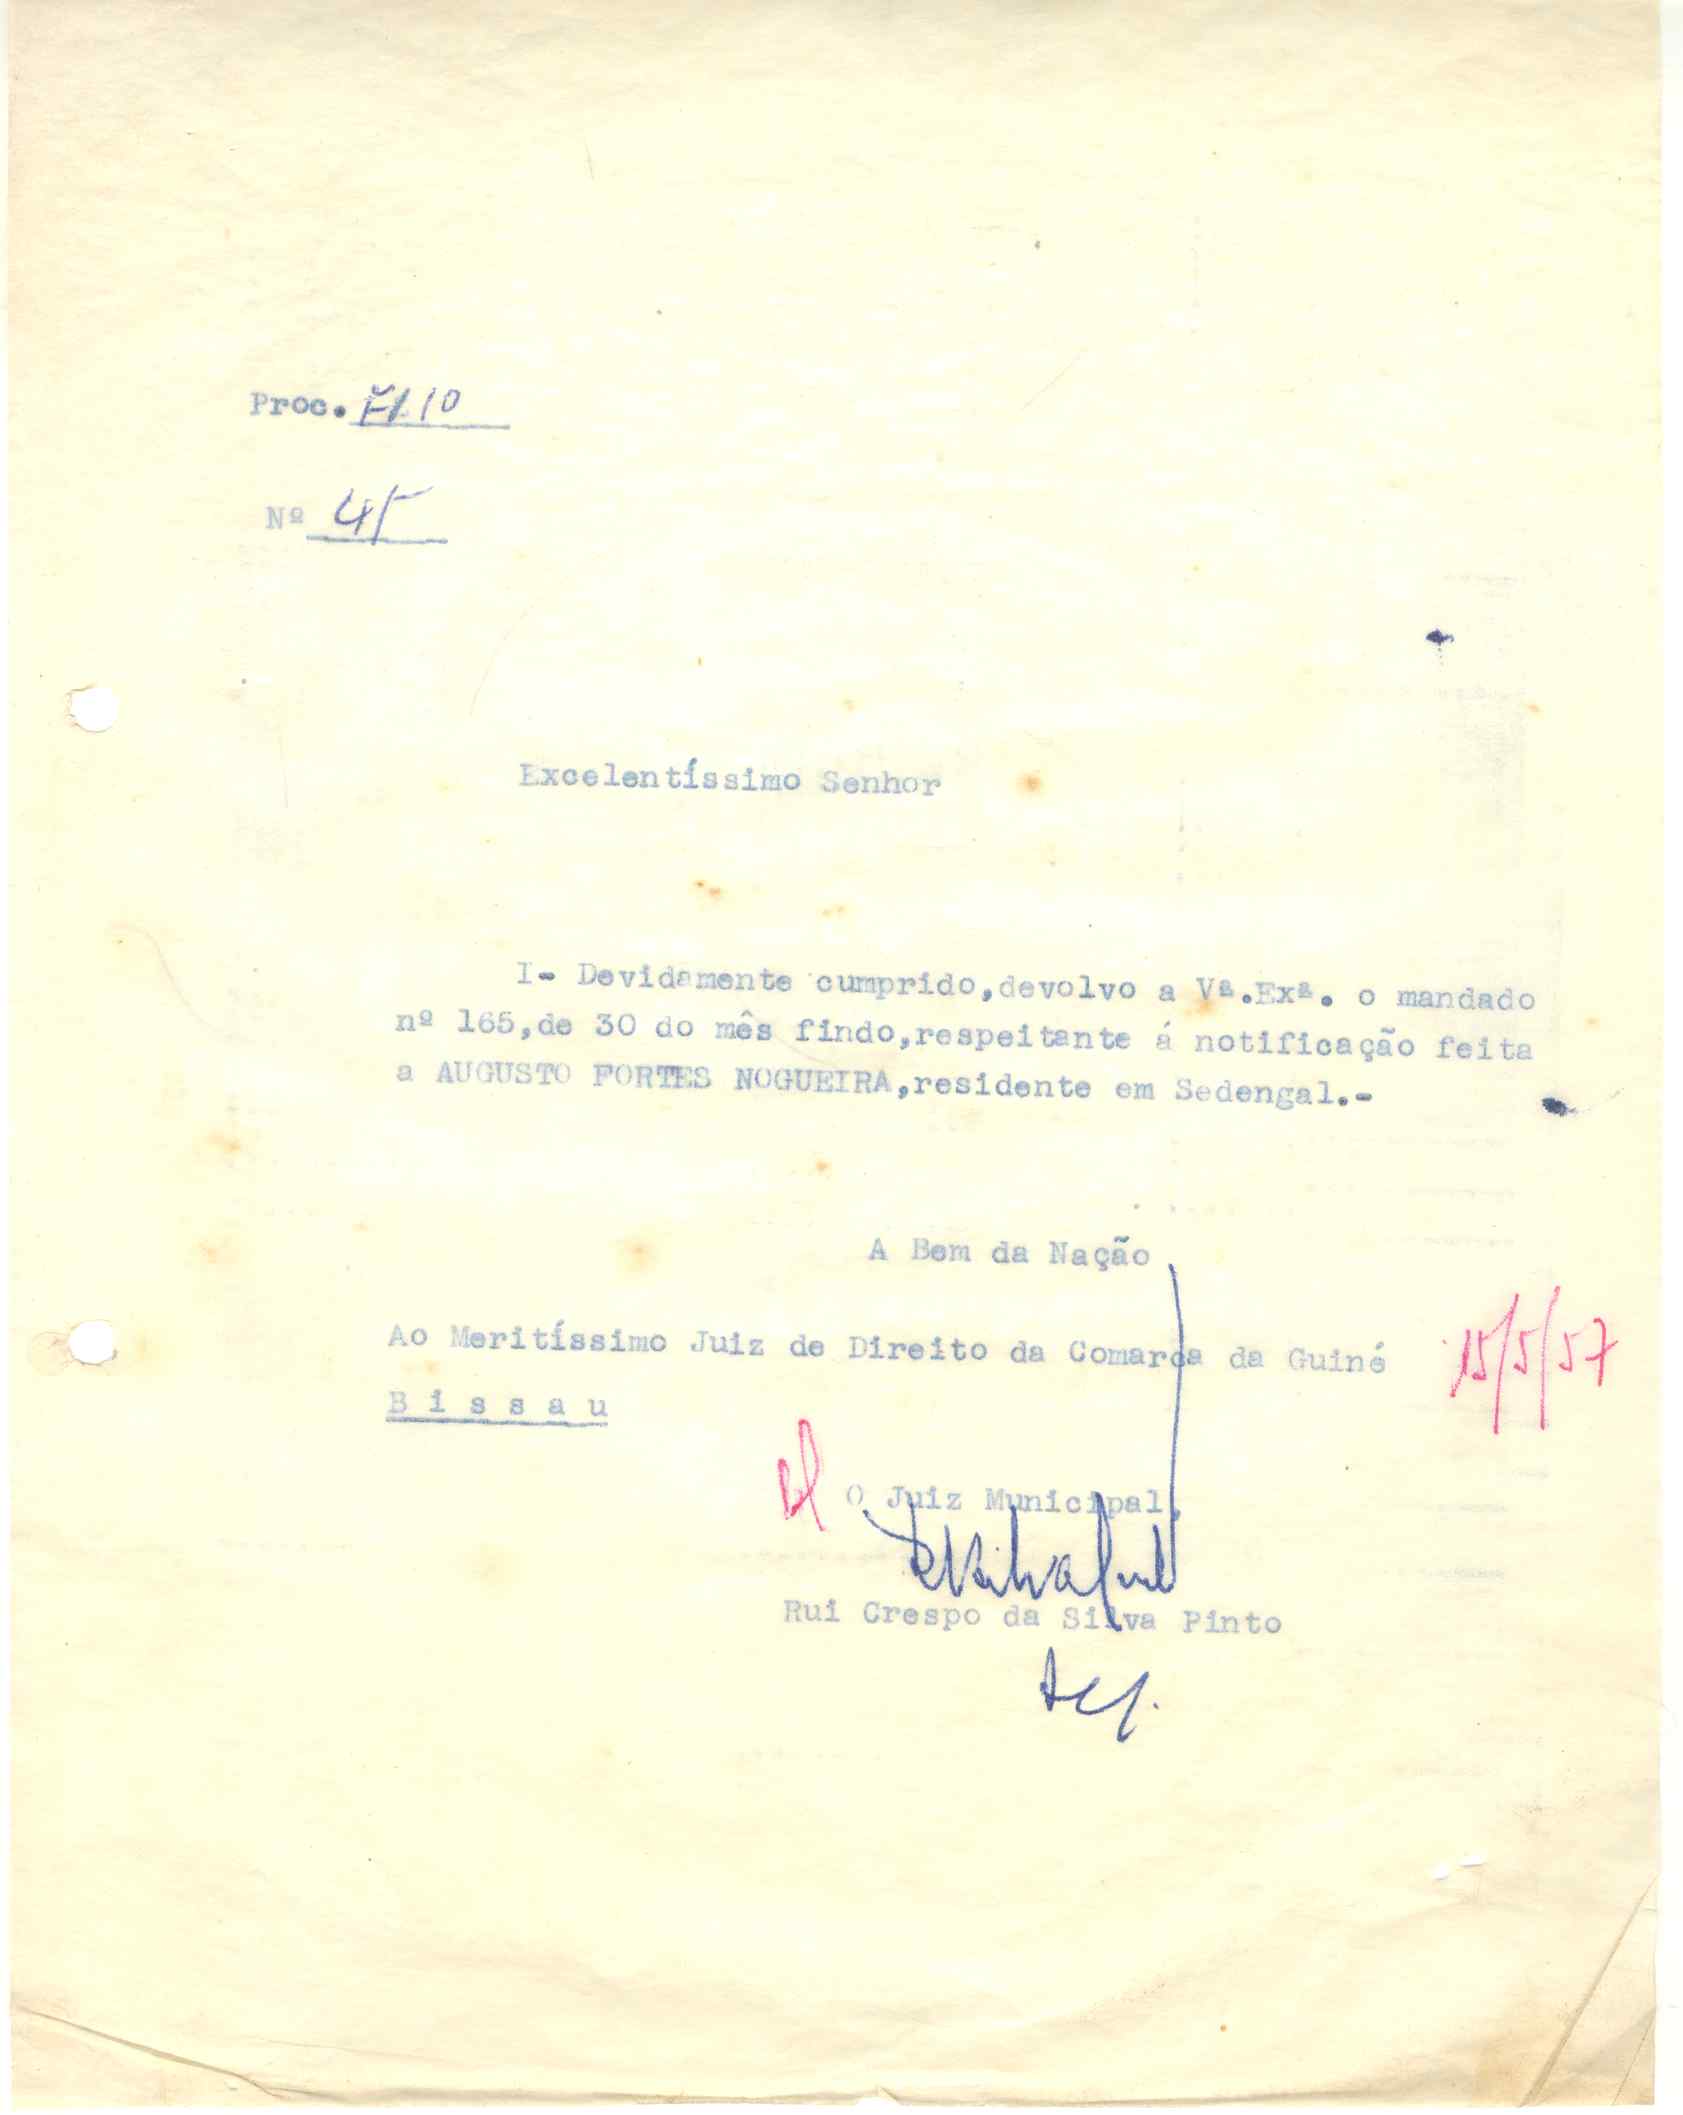 Proc. 10
Nº 45
Excelentíssimo Senhor
I- Devidamente cumprido,devolvo a Vª.Exª. o mandado
nº 165,de 30 do mês findo,respeitante á notificação feita
a AUGUSTO FORTES NOGUEIRA,residente em Sedengal.-
A Bem da Nação
Ao Meritíssimo Juiz de Direito da Comarca da Guiné
15/5/57
B i s s a u
O Juiz Municipal,
Rui Crespo da Silva Pinto